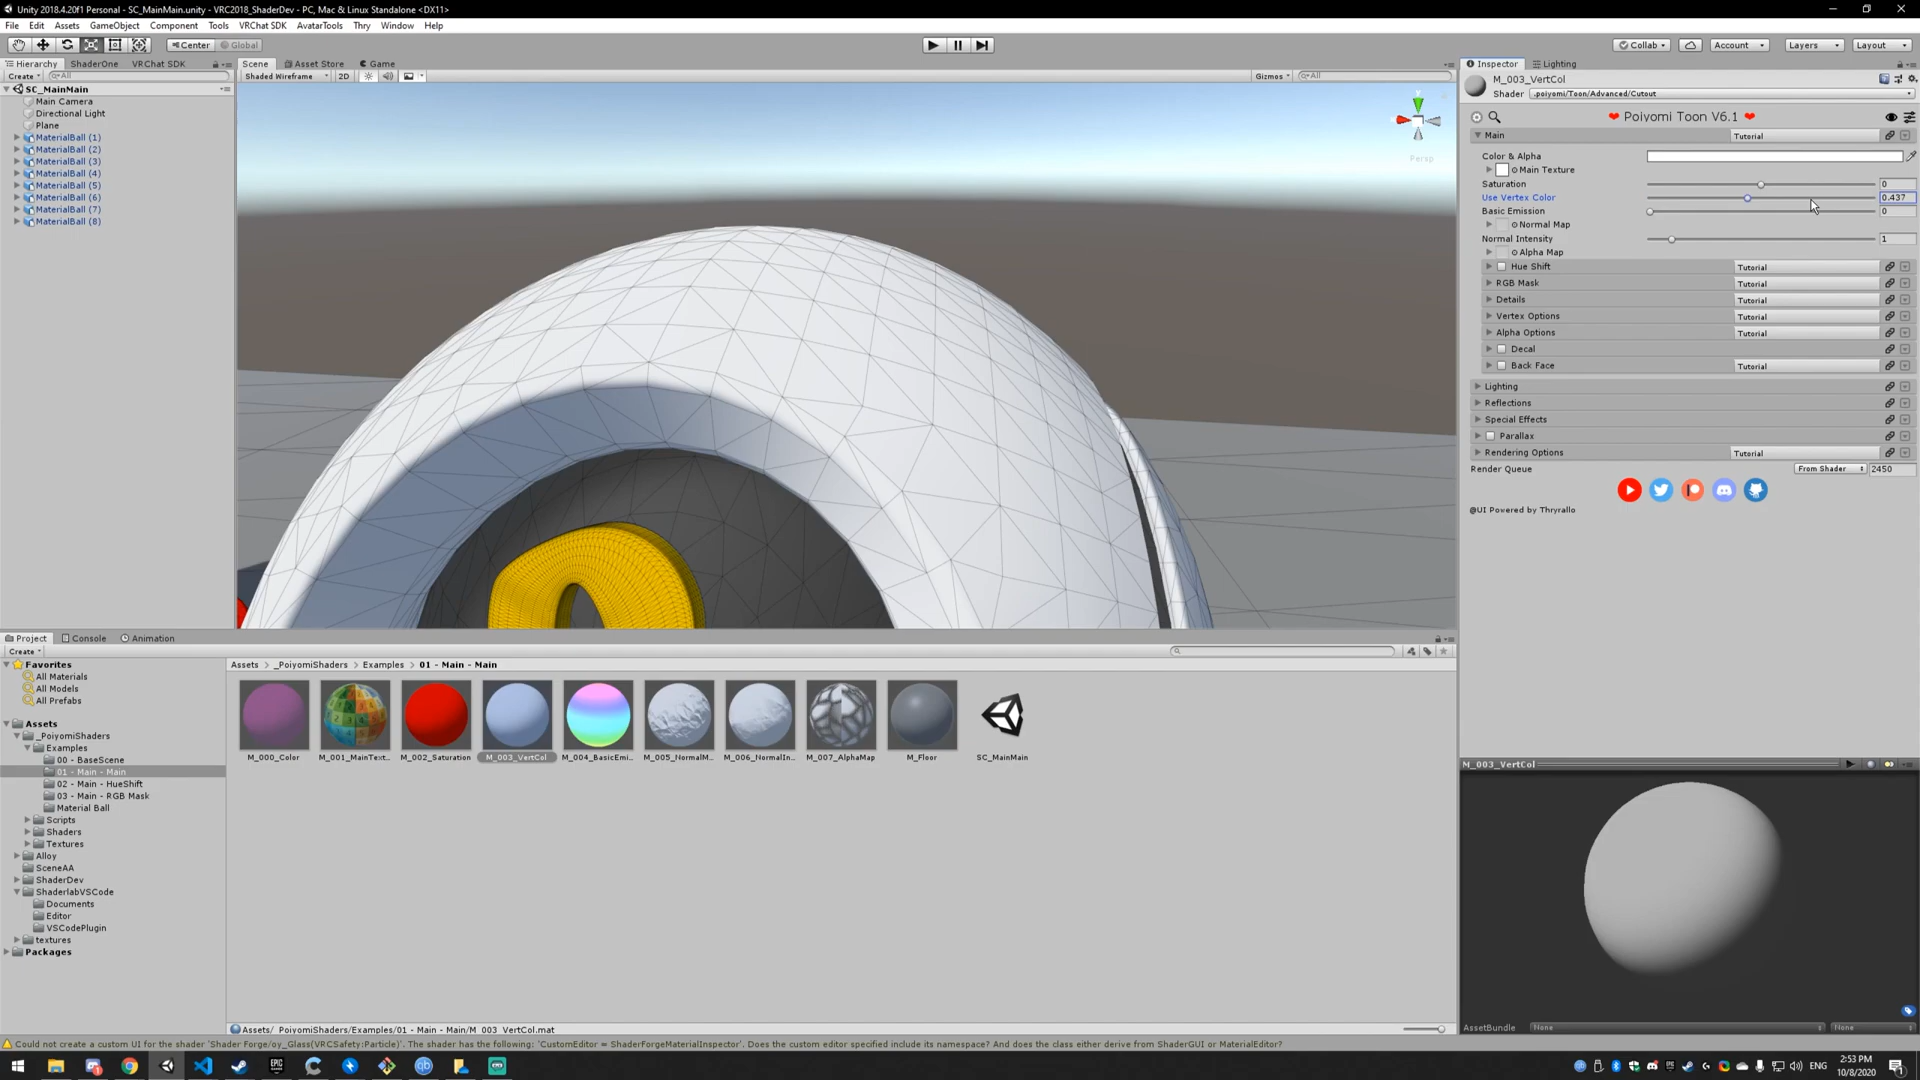 Unity 2018.4.20f1 Personal - SC_MainMain.unity - VRC2018_ShaderDev - PC, Mac & Linux Standalone <DX11>
File Edit Assets GameObject Component Tools VRChat SDK AvatarTools Thry Window Help
Center Global Collab Account Layers Layout
Hierarchy ShaderOne VRChat SDK Scene Asset Store Game Inspector Lighting
Create All Shaded Wireframe 2D Gizmos All
SC_MainMain
Main Camera
Directional Light
Plane
MaterialBall (1)
MaterialBall (2)
MaterialBall (3)
MaterialBall (4)
MaterialBall (5)
MaterialBall (6)
MaterialBall (7)
MaterialBall (8)
y
Persp
M_003_VertCol
Shader .poiyomi/Toon/Advanced/Cutout
❤ Poiyomi Toon V6.1 ❤
Main Tutorial
Color & Alpha
Main Texture
Saturation 0
Use Vertex Color 0.437
Basic Emission 0
Normal Map
Normal Intensity 1
Alpha Map
Hue Shift Tutorial
RGB Mask Tutorial
Details Tutorial
Vertex Options Tutorial
Alpha Options Tutorial
Decal
Back Face Tutorial
Lighting
Reflections
Special Effects
Parallax
Rendering Options Tutorial
Render Queue From Shader 2450
@UI Powered by Thryrallo
Project Console Animation
Create
Favorites
All Materials
All Models
All Prefabs
Assets
_PoiyomiShaders
Examples
00 - BaseScene
01 - Main - Main
02 - Main - HueShift
03 - Main - RGB Mask
Material Ball
Scripts
Shaders
Textures
Alloy
SceneAA
ShaderDev
ShaderlabVSCode
Documents
Editor
VSCodePlugin
textures
Packages
Assets _PoiyomiShaders Examples 01 - Main - Main
M_000_Color M_001_MainText... M_002_Saturation M_003_VertCol M_004_BasicEmi... M_005_NormalM... M_006_NormalIn... M_007_AlphaMap M_Floor SC_MainMain
Assets/_PoiyomiShaders/Examples/01 - Main - Main/M_003_VertCol.mat
M_003_VertCol
AssetBundle None None
Could not create a custom UI for the shader 'Shader Forge/oy_Glass(VRCSafety:Particle)'. The shader has the following: 'CustomEditor = ShaderForgeMaterialInspector'. Does the custom editor specified include its namespace? And does the class either derive from ShaderGUI or MaterialEditor?
EPIC
ENG
2:53 PM
10/8/2020